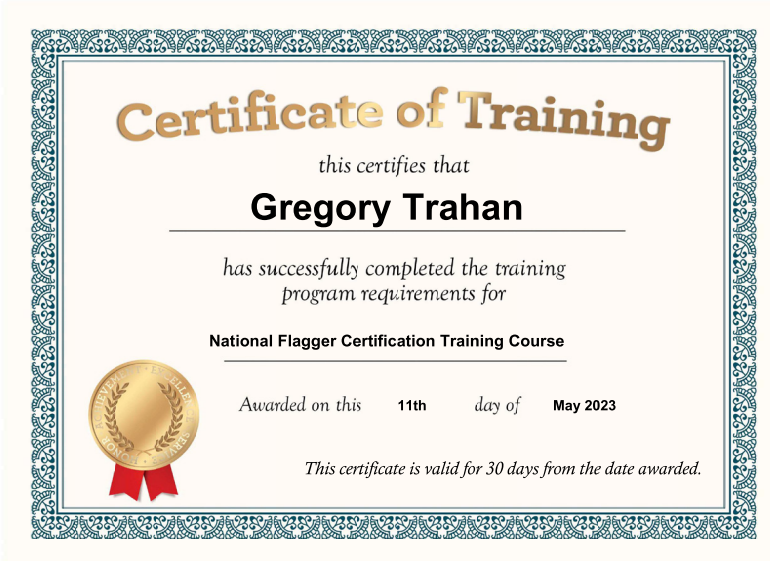 Certificate of Training
this certifies that
Gregory Trahan
has successfully completed the training
program requirements for
National Flagger Certification Training Course
Awarded on this 11th day of May 2023
This certificate is valid for 30 days from the date awarded.